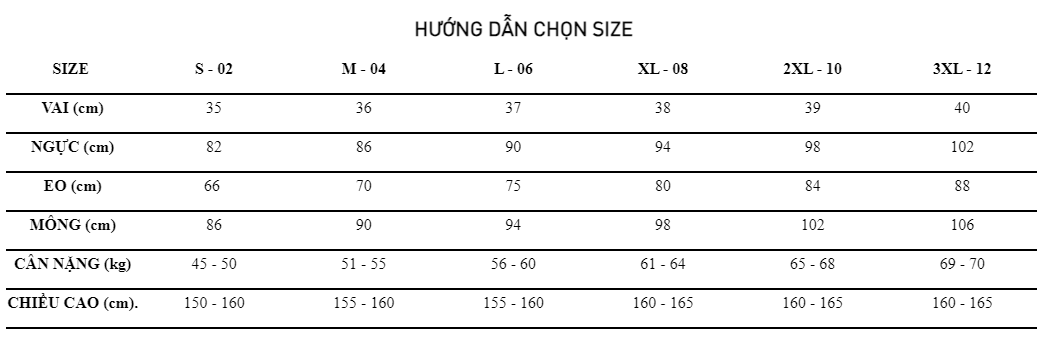 HƯỚNG DẪN CHỌN SIZE
SIZE S - 02 M - 04 L - 06 XL - 08 2XL - 10 3XL - 12
VAI (cm) 35 36 37 38 39 40
NGỰC (cm) 82 86 90 94 98 102
EO (cm) 66 70 75 80 84 88
MÔNG (cm) 86 90 94 98 102 106
CÂN NẶNG (kg) 45 - 50 51 - 55 56 - 60 61 - 64 65 - 68 69 - 70
CHIỀU CAO (cm). 150 - 160 155 - 160 155 - 160 160 - 165 160 - 165 160 - 165